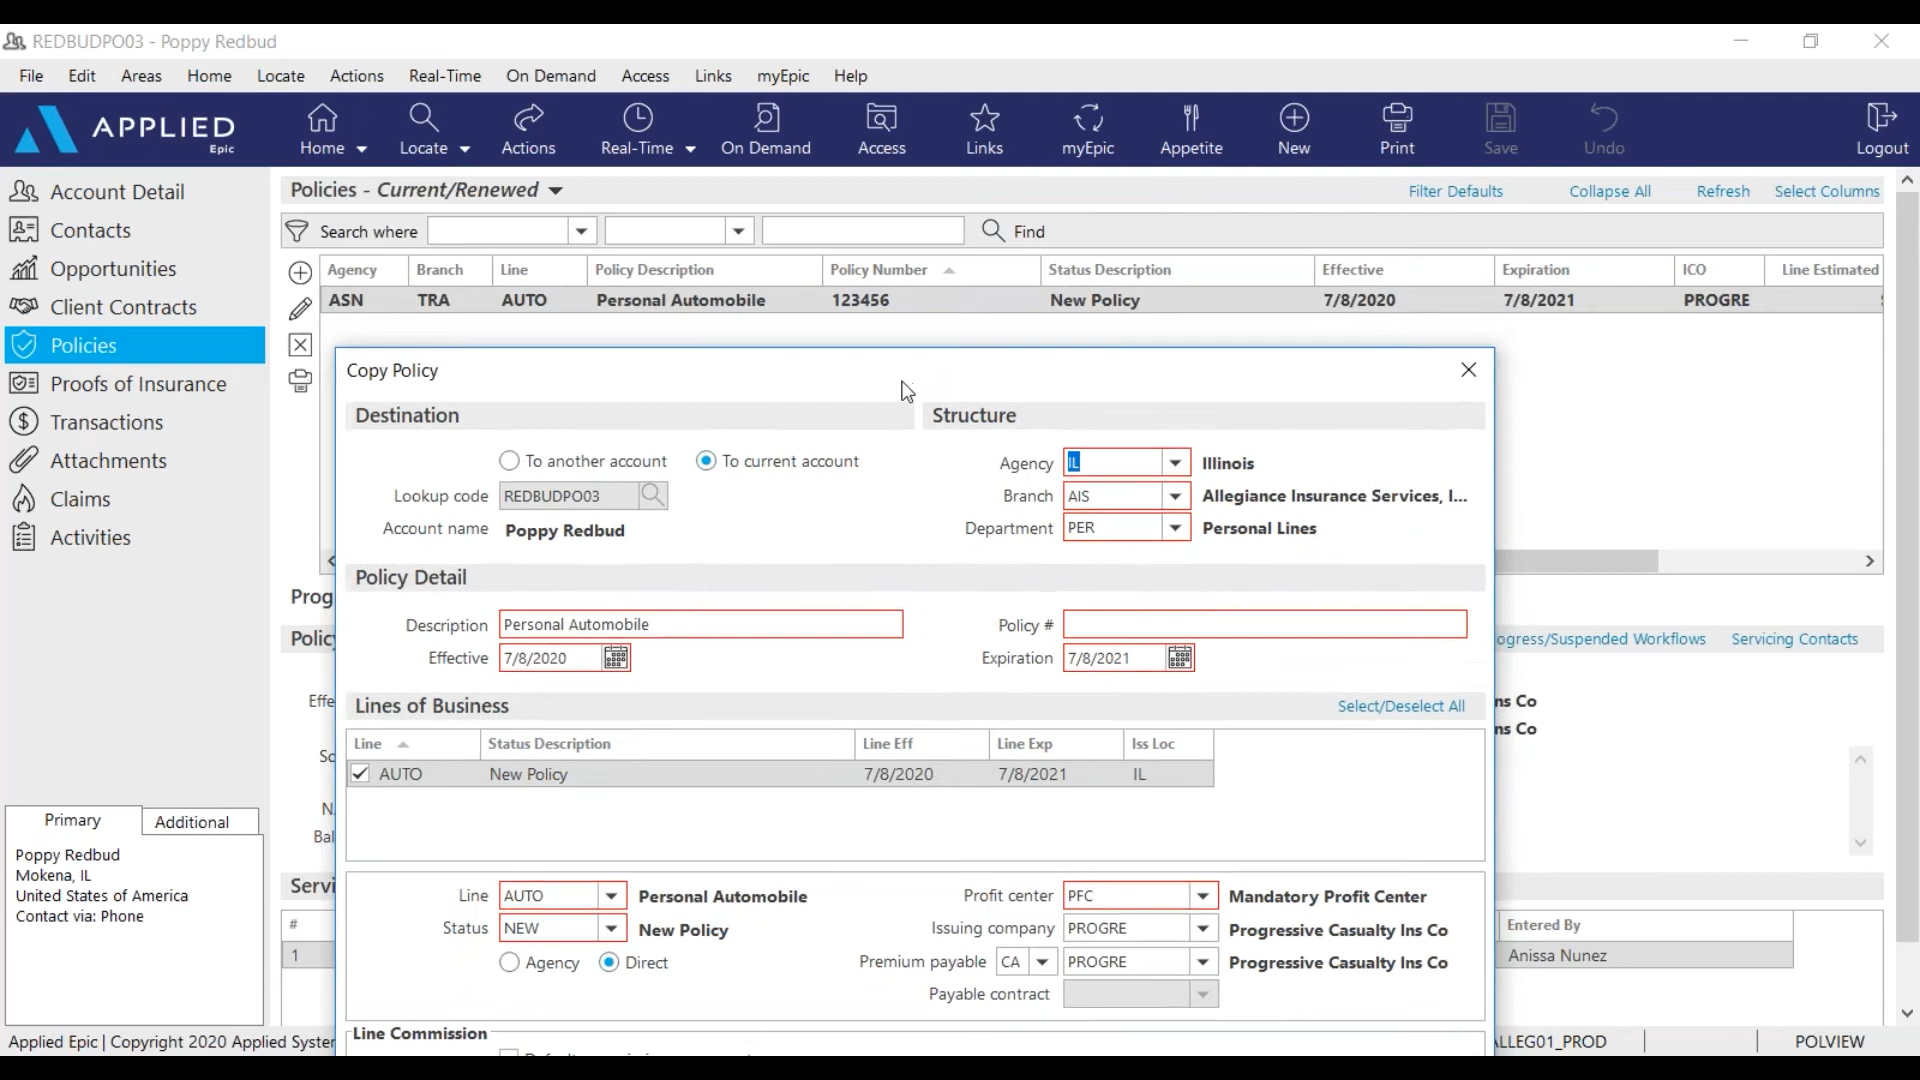 REDBUDPO03 - Poppy Redbud
File Edit Areas Home Locate Actions Real-Time On Demand Access Links myEpic Help
APPLIED Epic
Home Locate Actions Real-Time On Demand Access Links myEpic Appetite New Print Save Undo Logout
Account Detail
Contacts
Opportunities
Client Contracts
Policies
Proofs of Insurance
Transactions
Attachments
Claims
Activities
Policies - Current/Renewed
Filter Defaults Collapse All Refresh Select Columns
Search where Find
Agency Branch Line Policy Description Policy Number Status Description Effective Expiration ICO Line Estimated
ASN TRA AUTO Personal Automobile 123456 New Policy 7/8/2020 7/8/2021 PROGRE
Copy Policy
Destination Structure
To another account To current account Agency IL Illinois
Lookup code REDBUDPO03 Branch AIS Allegiance Insurance Services, I...
Account name Poppy Redbud Department PER Personal Lines
Policy Detail
Description Personal Automobile Policy #
Effective 7/8/2020 Expiration 7/8/2021
Lines of Business Select/Deselect All
Line Status Description Line Eff Line Exp Iss Loc
AUTO New Policy 7/8/2020 7/8/2021 IL
Line AUTO Personal Automobile Profit center PFC Mandatory Profit Center
Status NEW New Policy Issuing company PROGRE Progressive Casualty Ins Co
Agency Direct Premium payable CA PROGRE Progressive Casualty Ins Co
Payable contract
Line Commission
Prog
Polic
ogress/Suspended Workflows Servicing Contacts
Effe
ns Co
ns Co
Sc
N
Bal
Servi
# Entered By
1 Anissa Nunez
Primary Additional
Poppy Redbud
Mokena, IL
United States of America
Contact via: Phone
Applied Epic | Copyright 2020 Applied Syster
LLEG01_PROD POLVIEW